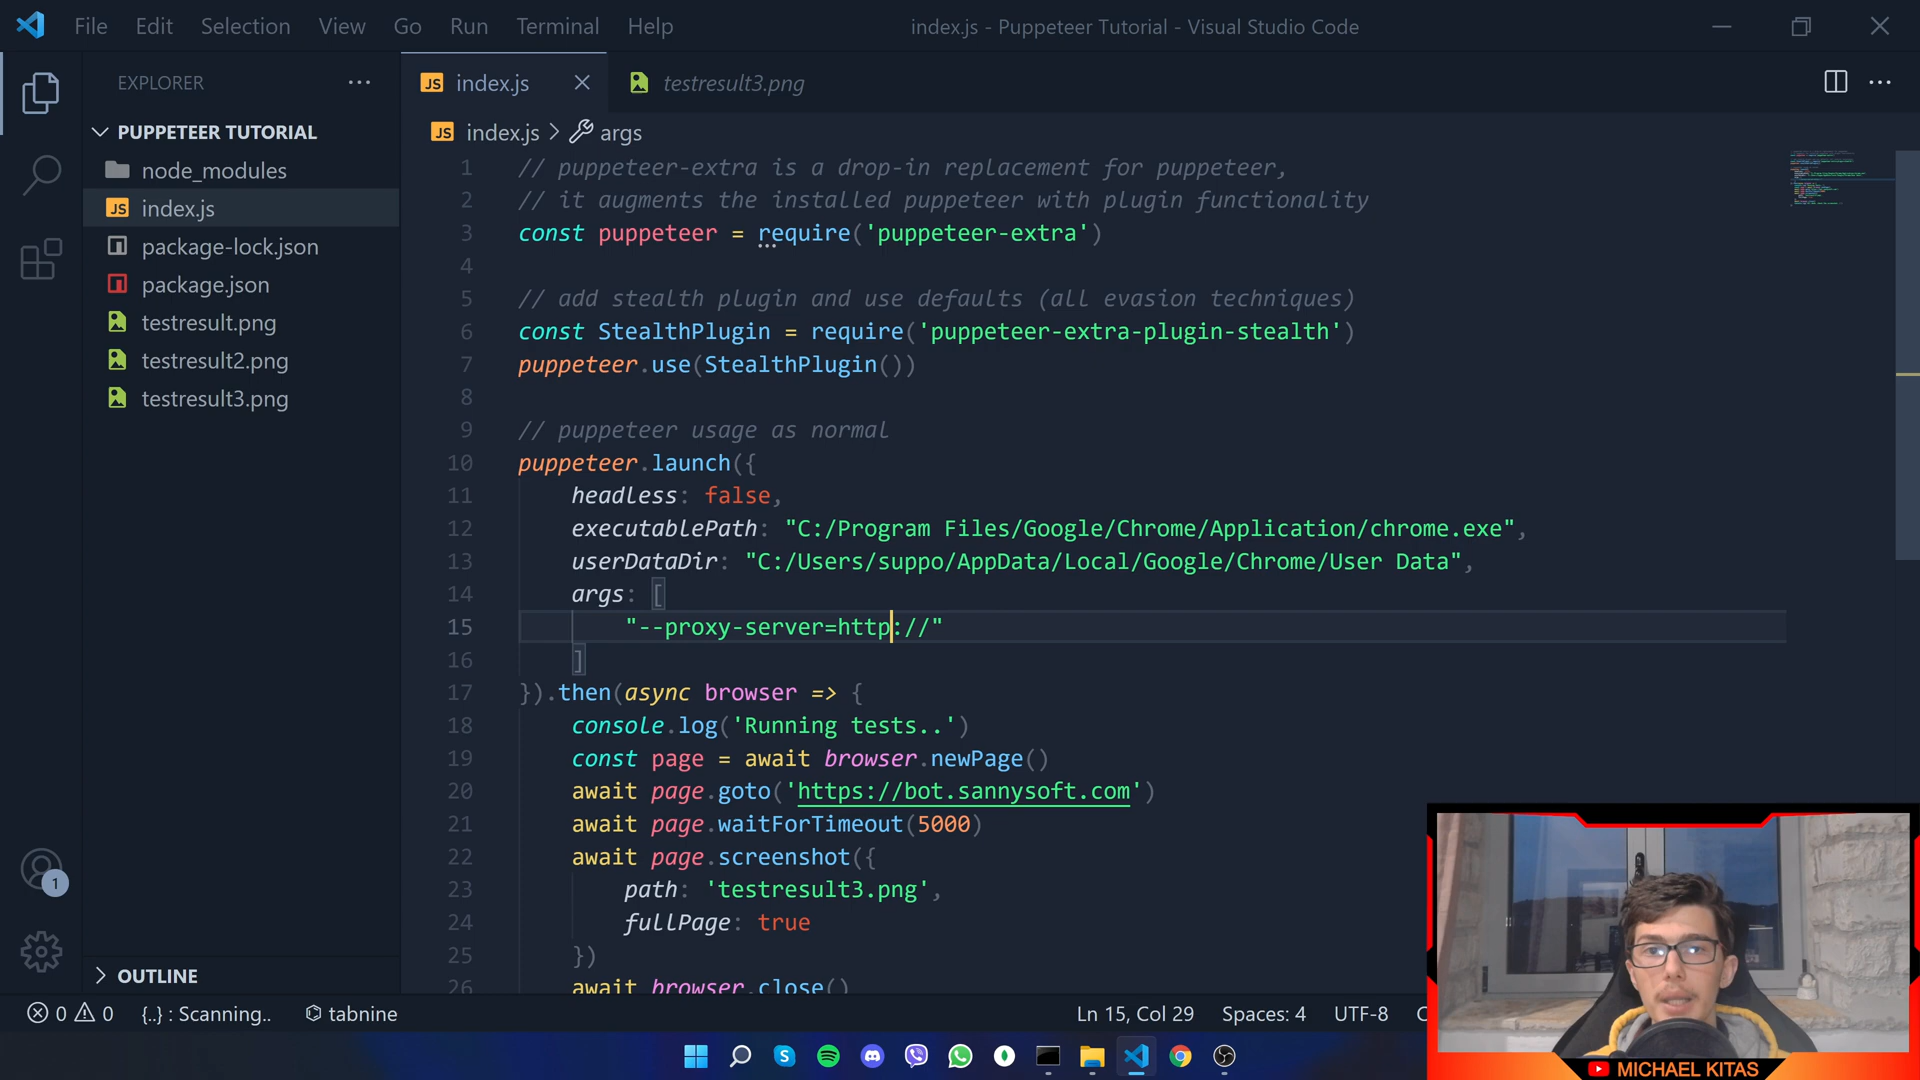 File Edit Selection View Go Run Terminal Help
index.js - Puppeteer Tutorial - Visual Studio Code
EXPLORER
PUPPETEER TUTORIAL
node_modules
JS index.js
package-lock.json
package.json
testresult.png
testresult2.png
testresult3.png
OUTLINE
JS index.js
testresult3.png
JS index.js > args
1 // puppeteer-extra is a drop-in replacement for puppeteer,
2 // it augments the installed puppeteer with plugin functionality
3 const puppeteer = require('puppeteer-extra')
4
5 // add stealth plugin and use defaults (all evasion techniques)
6 const StealthPlugin = require('puppeteer-extra-plugin-stealth')
7 puppeteer.use(StealthPlugin())
8
9 // puppeteer usage as normal
10 puppeteer.launch({
11 headless: false,
12 executablePath: "C:/Program Files/Google/Chrome/Application/chrome.exe",
13 userDataDir: "C:/Users/suppo/AppData/Local/Google/Chrome/User Data",
14 args: [
15 "--proxy-server=http://"
16 ]
17 }).then(async browser => {
18 console.log('Running tests..')
19 const page = await browser.newPage()
20 await page.goto('https://bot.sannysoft.com')
21 await page.waitForTimeout(5000)
22 await page.screenshot({
23 path: 'testresult3.png',
24 fullPage: true
25 })
26 await browser.close()
1
0 0 {..} : Scanning.. tabnine
Ln 15, Col 29 Spaces: 4 UTF-8
MICHAEL KITAS